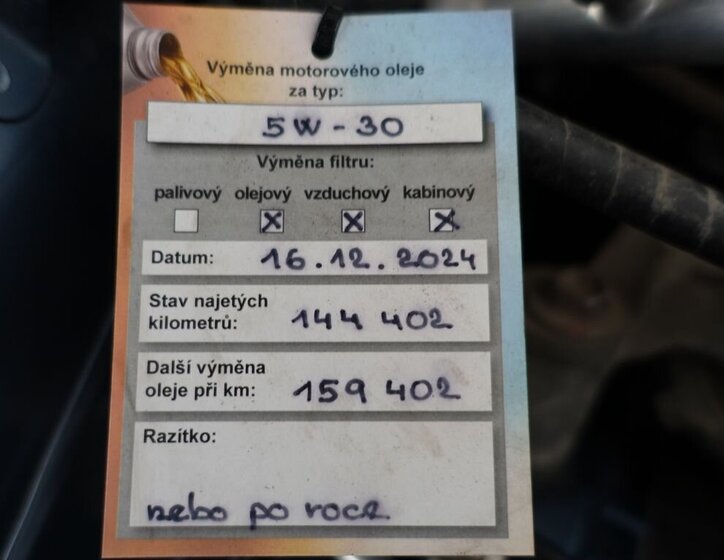 Výměna motorového oleje
za typ:
5W-30
Výměna filtru:
palivový olejový vzduchový kabinový
X X X
Datum: 16.12.2024
Stav najetých
kilometrů: 144 402
Další výměna
oleje při km: 159 402
Razítko:
nebo po roce